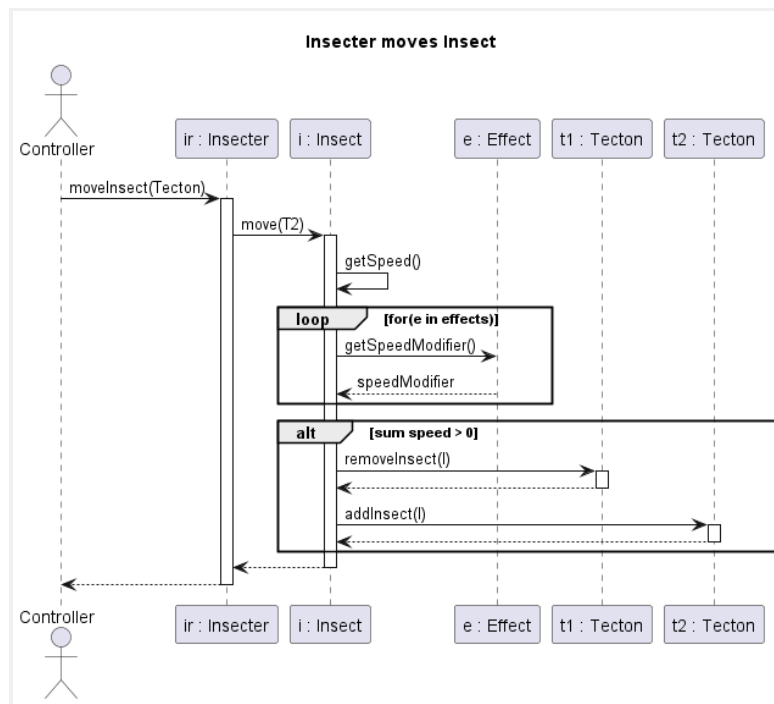 Insecter moves Insect
Controller
ir : Insecter
i : Insect
e : Effect
t1 : Tecton
t2 : Tecton
moveInsect(Tecton)
move(T2)
getSpeed()
loop
[for(e in effects)]
getSpeedModifier()
speedModifier
alt
[sum speed > 0]
removeInsect(I)
addInsect(I)
Controller
ir : Insecter
i : Insect
e : Effect
t1 : Tecton
t2 : Tecton